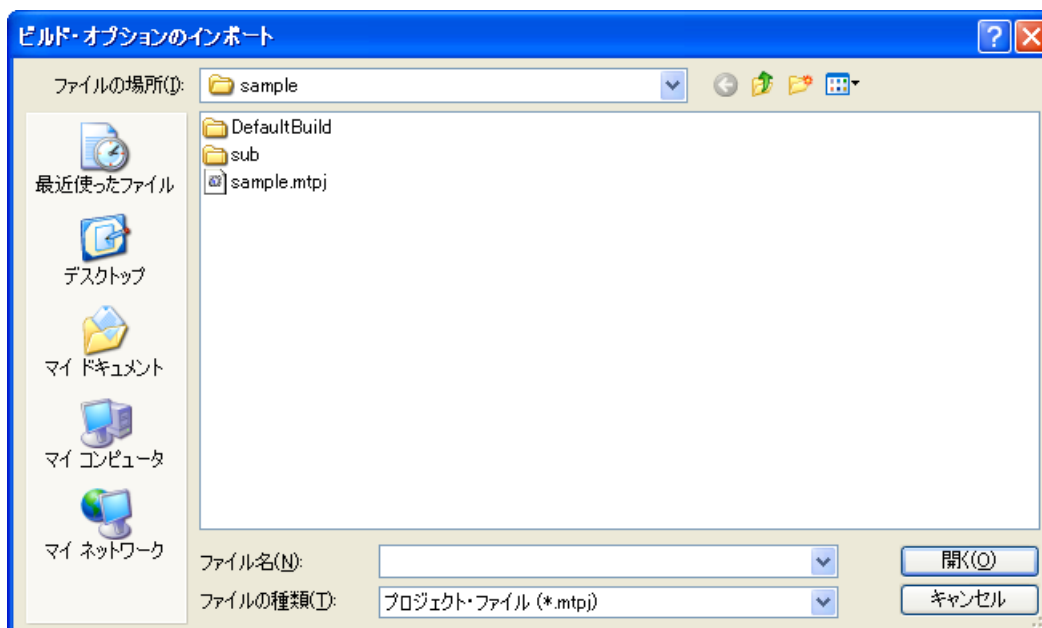 ビルド・オプションのインポート
ファイルの場所(I):
sample
DefaultBuild
sub
sample.mtpj
最近使ったファイル
デスクトップ
マイ ドキュメント
マイ コンピュータ
マイ ネットワーク
ファイル名(N):
開く(O)
ファイルの種類(T):
プロジェクト・ファイル (*.mtpj)
キャンセル